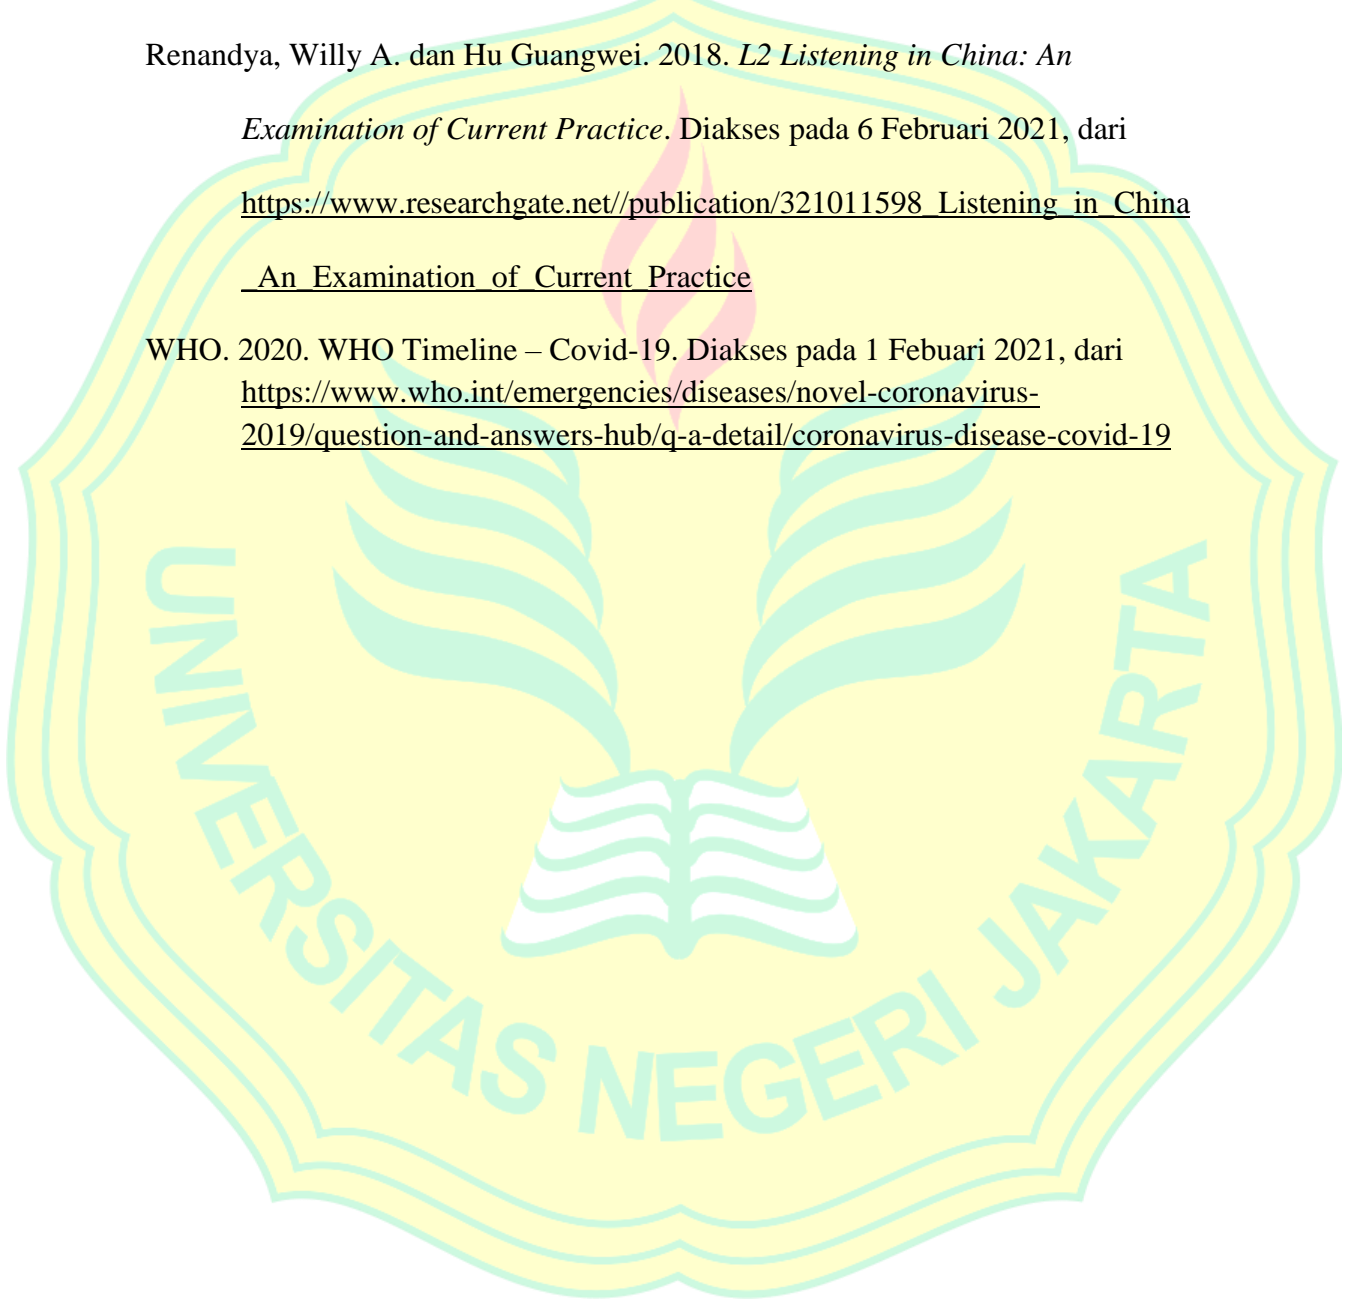 Renandya, Willy A. dan Hu Guangwei. 2018. L2 Listening in China: An
Examination of Current Practice. Diakses pada 6 Februari 2021, dari
https://www.researchgate.net//publication/321011598_Listening_in_China
_An_Examination_of_Current_Practice
WHO. 2020. WHO Timeline – Covid-19. Diakses pada 1 Febuari 2021, dari
https://www.who.int/emergencies/diseases/novel-coronavirus-
2019/question-and-answers-hub/q-a-detail/coronavirus-disease-covid-19
UNIVERSITAS NEGERI JAKARTA